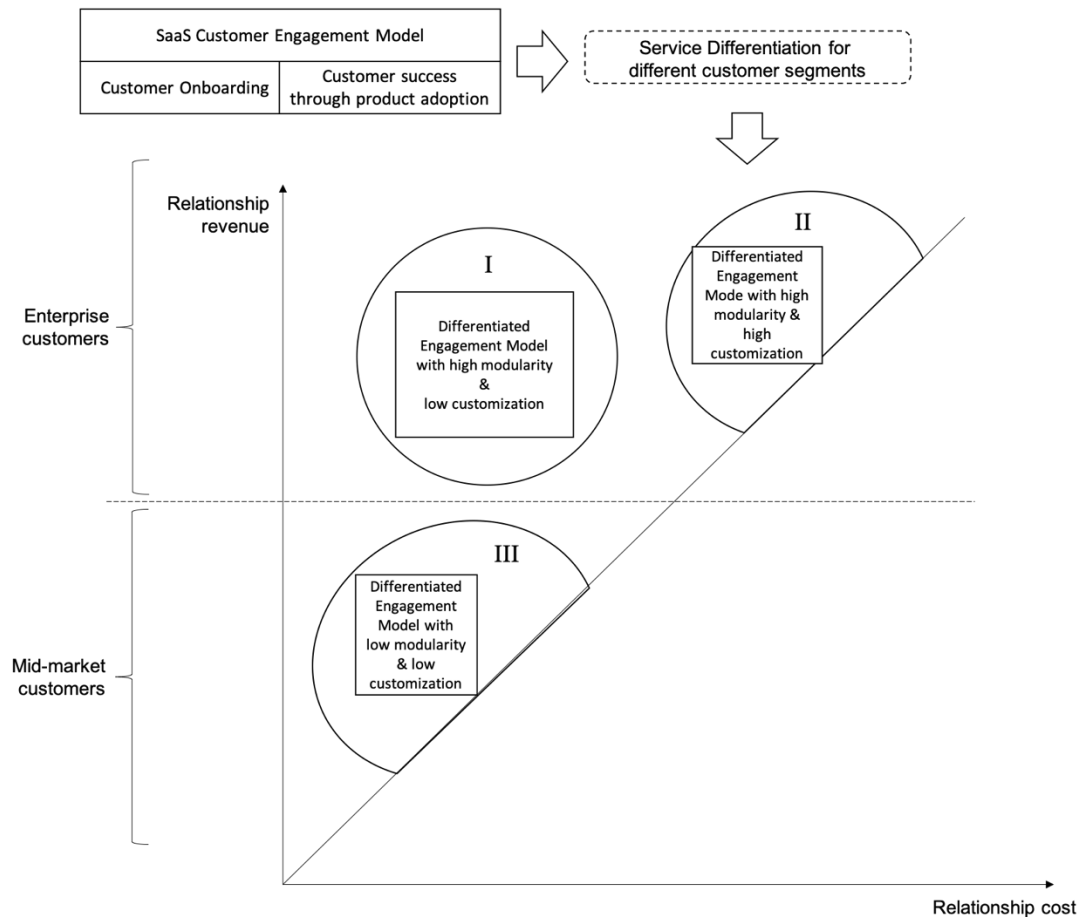 SaaS Customer Engagement Model
Customer Onboarding
Customer success
through product adoption
Service Differentiation for
different customer segments
Relationship
revenue
Enterprise
customers
I
Differentiated
Engagement Model
with high modularity
&
low customization
II
Differentiated
Engagement
Mode with high
modularity &
high
customization
Mid-market
customers
III
Differentiated
Engagement
Model with
low modularity
& low
customization
Relationship cost